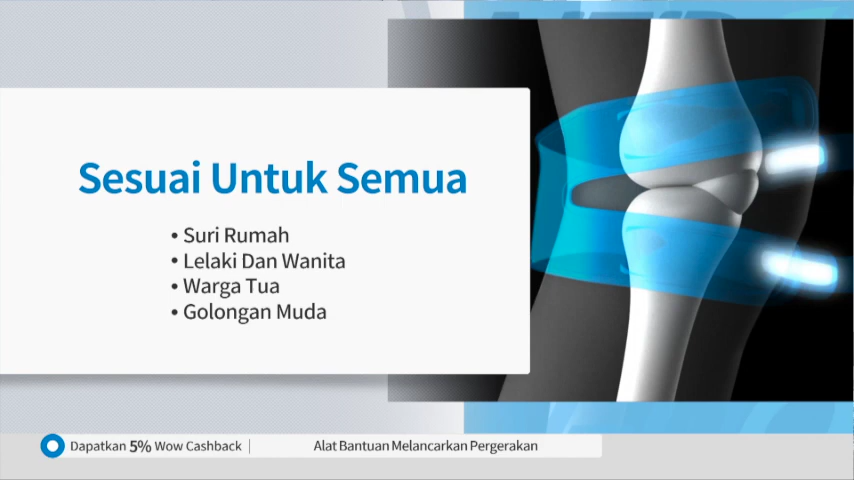 Sesuai Untuk Semua
• Suri Rumah
• Lelaki Dan Wanita
• Warga Tua
• Golongan Muda
Dapatkan 5% Wow Cashback | Alat Bantuan Melancarkan Pergerakan